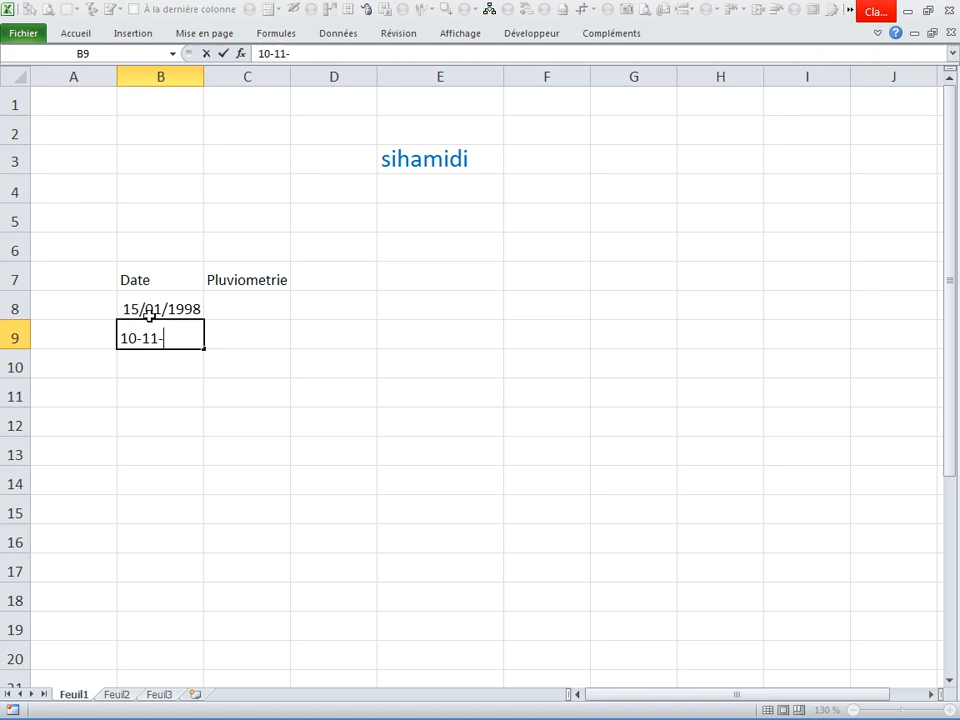 À la dernière colonne
Cla...
Fichier Accueil Insertion Mise en page Formules Données Révision Affichage Développeur Compléments
B9 fx 10-11-
A B C D E F G H I J
1
2
3 sihamidi
4
5
6
7 Date Pluviometrie
8 15/01/1998
9 10-11-
10
11
12
13
14
15
16
17
18
19
20
21
Feuil1 Feuil2 Feuil3
130 %